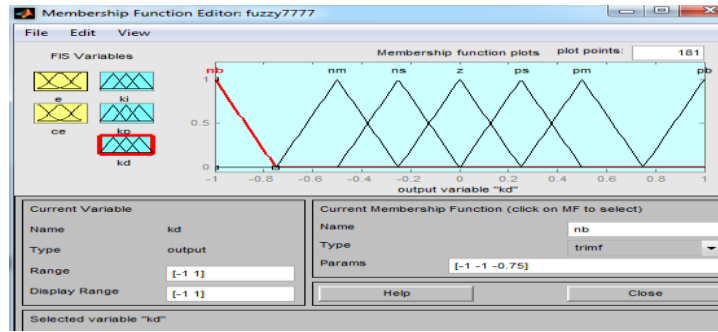 Membership Function Editor: fuzzy7777
File Edit View
FIS Variables
Membership function plots plot points: 181
e ki
ce kp
kd
nb nm ns z ps pm pb
1
0.5
0
-1 -0.8 -0.6 -0.4 -0.2 0 0.2 0.4 0.6 0.8 1
output variable "kd"
Current Variable
Name kd
Type output
Range [-1 1]
Display Range [-1 1]
Current Membership Function (click on MF to select)
Name nb
Type trimf
Params [-1 -1 -0.75]
Help Close
Selected variable "kd"